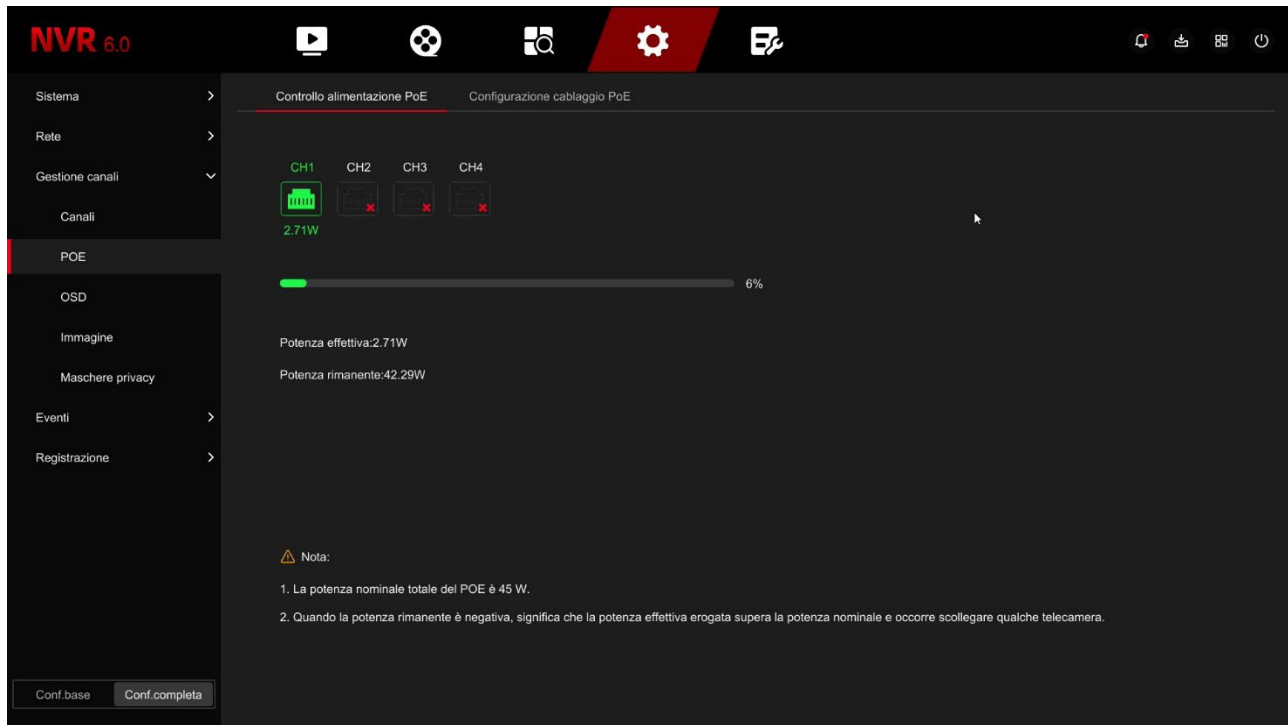 NVR 6.0
Sistema
Rete
Gestione canali
Canali
POE
OSD
Immagine
Maschere privacy
Eventi
Registrazione
Conf.base Conf.completa
Controllo alimentazione PoE Configurazione cablaggio PoE
CH1 CH2 CH3 CH4
2.71W
6%
Potenza effettiva:2.71W
Potenza rimanente:42.29W
Nota:
1. La potenza nominale totale del POE è 45 W.
2. Quando la potenza rimanente è negativa, significa che la potenza effettiva erogata supera la potenza nominale e occorre scollegare qualche telecamera.